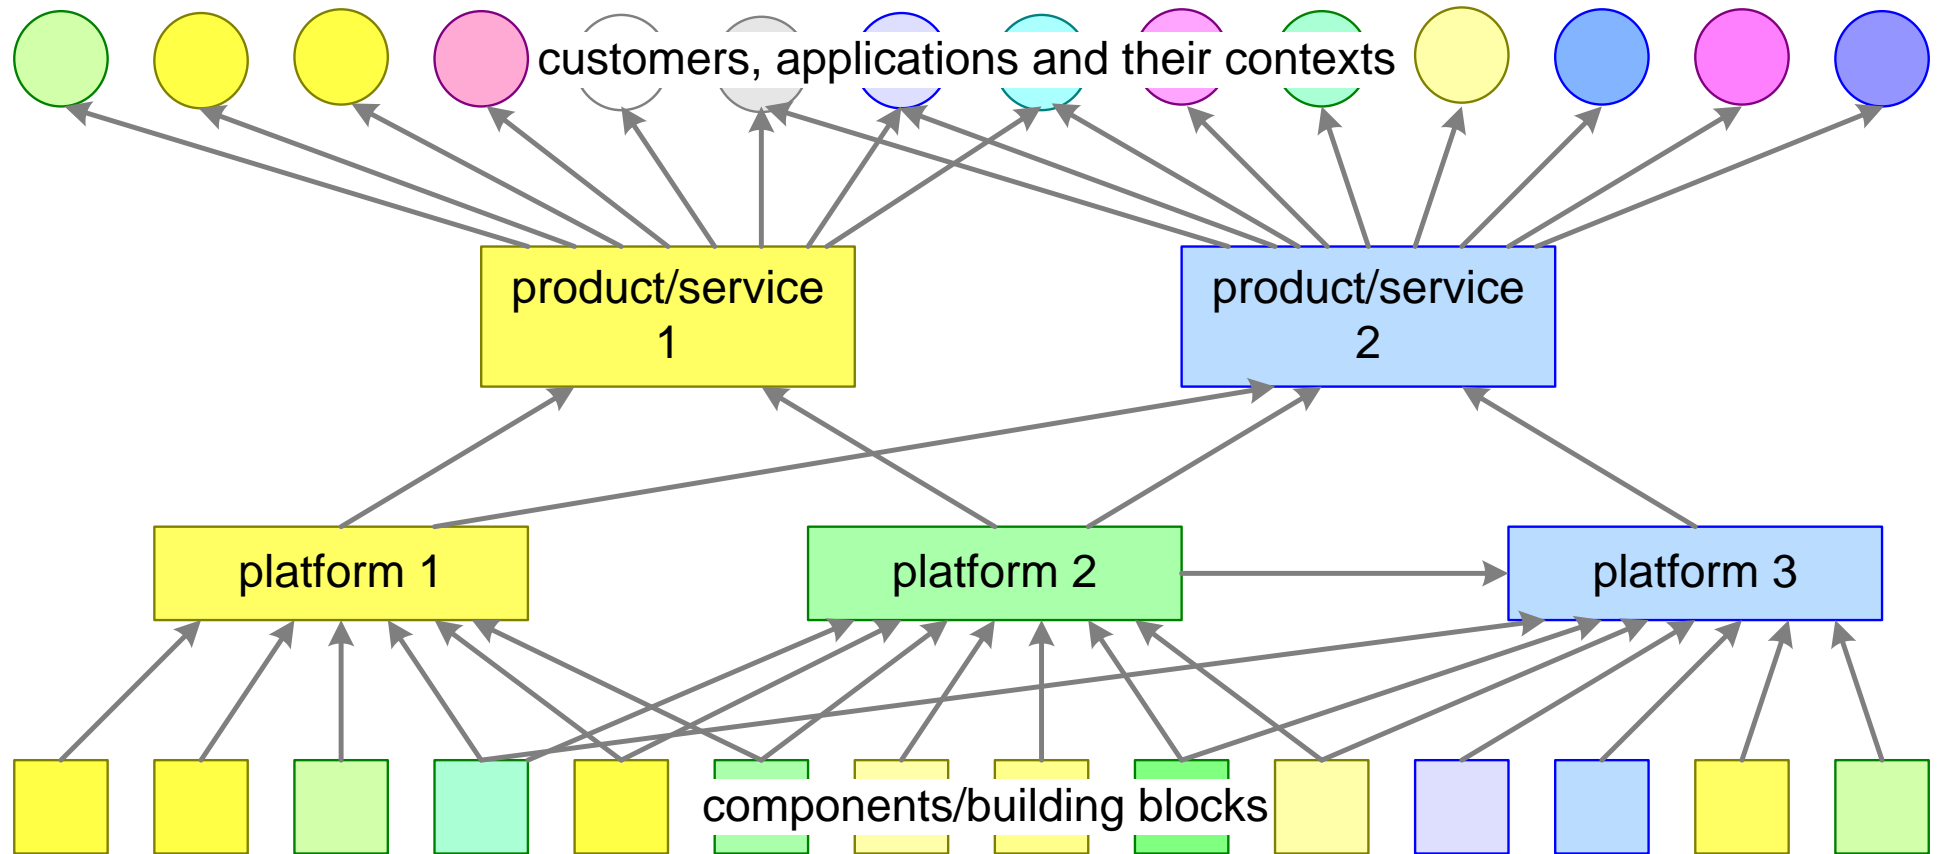 customers, applications and their contexts
product/service
1
product/service
2
platform 1
platform 2
platform 3
components/building blocks